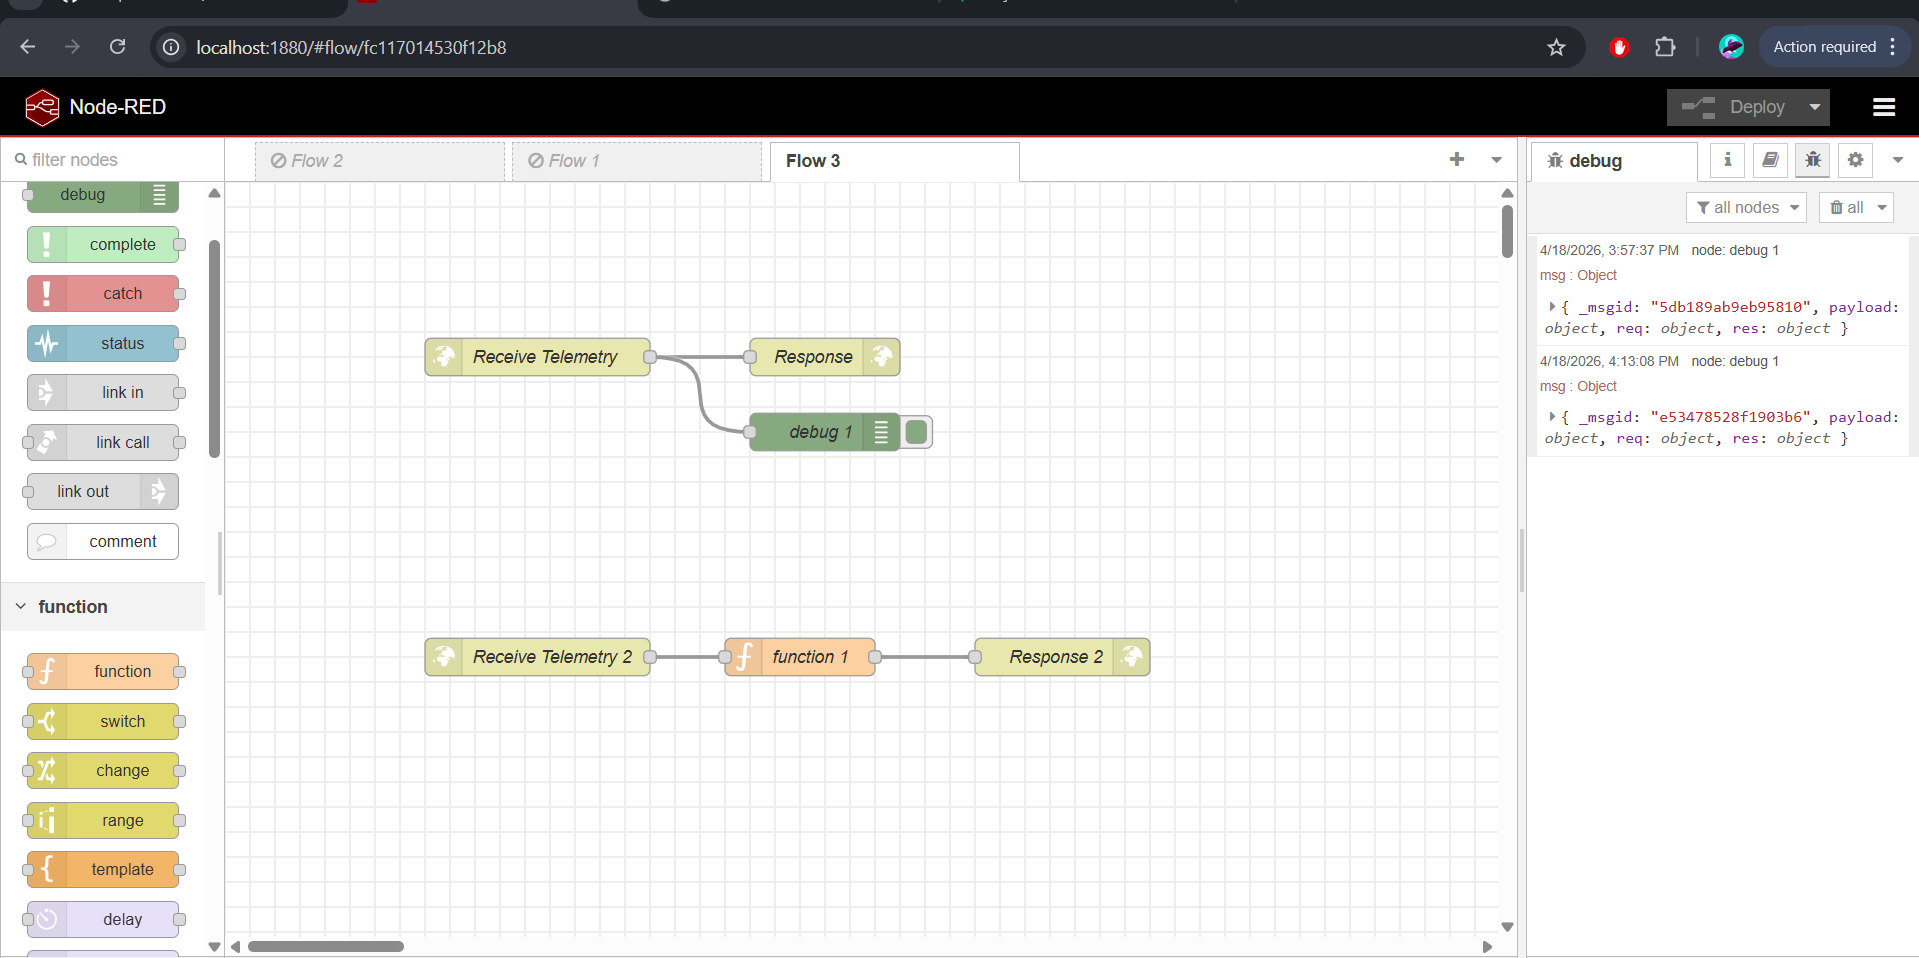 localhost:1880/#flow/fc117014530f12b8
Action required
Node-RED
Deploy
filter nodes
Flow 2
Flow 1
Flow 3
debug
all nodes
all
debug
complete
catch
status
link in
link call
link out
comment
function
function
switch
change
range
template
delay
Receive Telemetry
Response
debug 1
Receive Telemetry 2
function 1
Response 2
4/18/2026, 3:57:37 PM node: debug 1
msg : Object
{ _msgid: "5db189ab9eb95810", payload:
object, req: object, res: object }
4/18/2026, 4:13:08 PM node: debug 1
msg : Object
{ _msgid: "e53478528f1903b6", payload:
object, req: object, res: object }